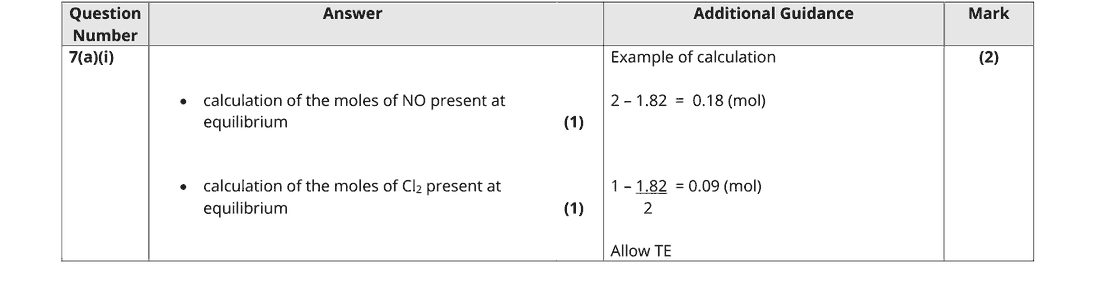 Question Number Answer Additional Guidance Mark
7(a)(i) Example of calculation (2)
• calculation of the moles of NO present at 2 – 1.82 = 0.18 (mol)
equilibrium (1)
• calculation of the moles of Cl₂ present at 1 – 1.82 = 0.09 (mol)
equilibrium (1) 2
Allow TE